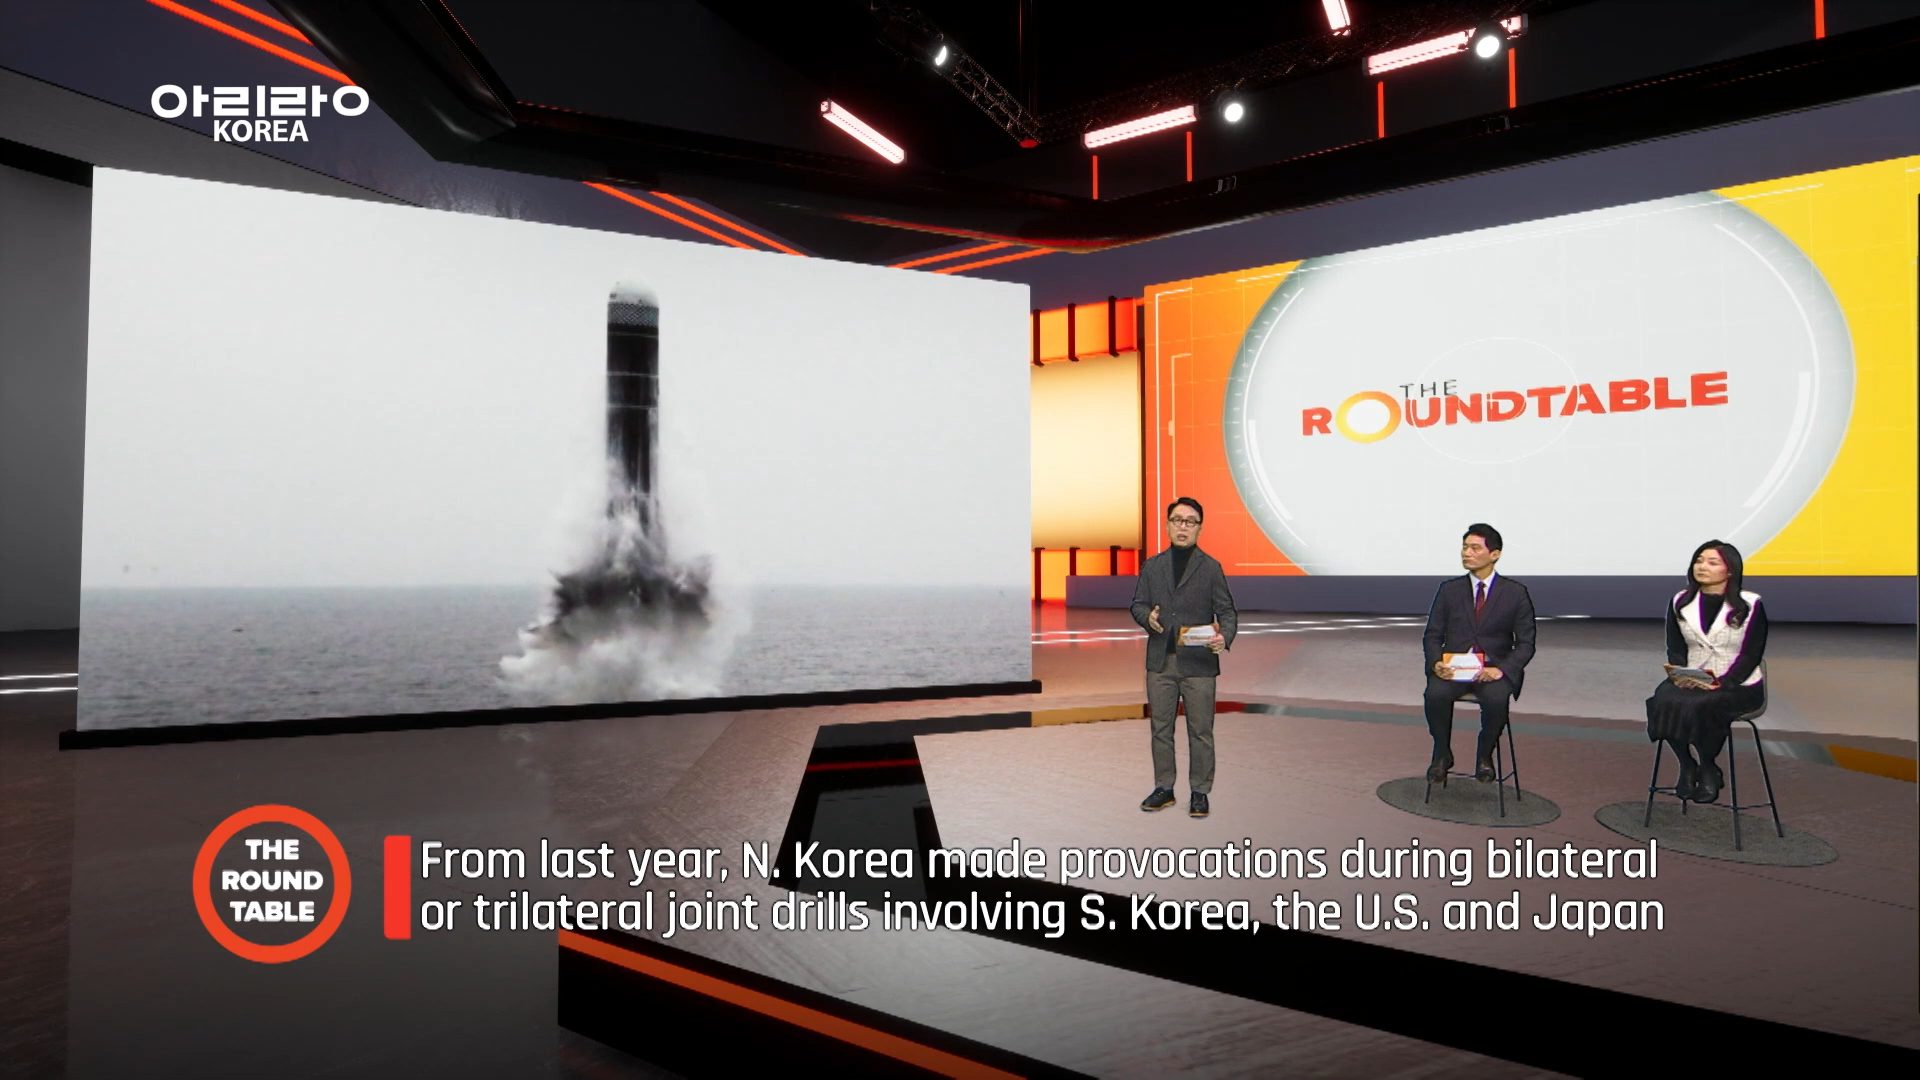 아리랑
KOREA
THE
ROUNDTABLE
THE
ROUND
TABLE
From last year, N. Korea made provocations during bilateral
or trilateral joint drills involving S. Korea, the U.S. and Japan